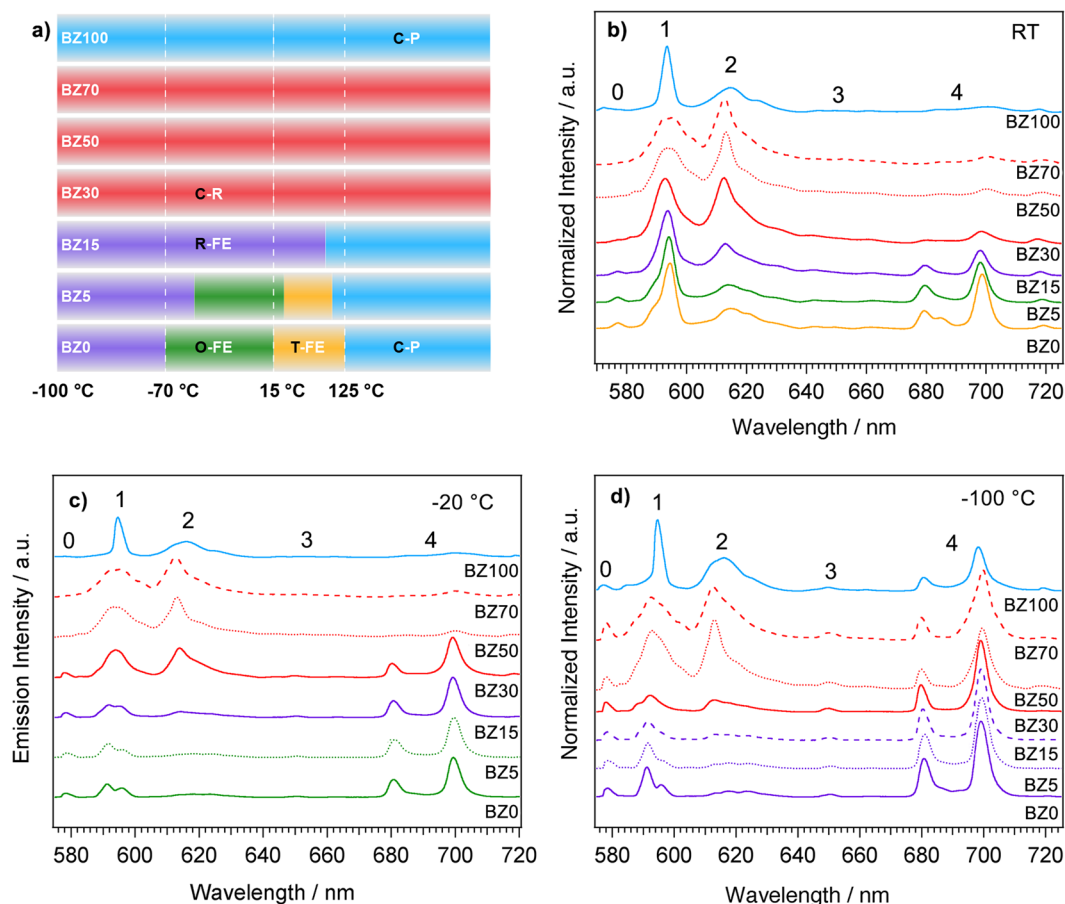 a)
BZ100
C-P
BZ70
BZ50
BZ30
C-R
BZ15
R-FE
BZ5
BZ0
O-FE
T-FE
C-P
-100 °C
-70 °C
15 °C
125 °C
b)
RT
1
2
0
3
4
BZ100
BZ70
BZ50
BZ30
BZ15
BZ5
BZ0
Normalized Intensity / a.u.
580 600 620 640 660 680 700 720
Wavelength / nm
c)
-20 °C
1
2
0
3
4
BZ100
BZ70
BZ50
BZ30
BZ15
BZ5
BZ0
Emission Intensity / a.u.
580 600 620 640 660 680 700 720
Wavelength / nm
d)
-100 °C
1
2
4
0
3
BZ100
BZ70
BZ50
BZ30
BZ15
BZ5
BZ0
Normalized Intensity / a.u.
580 600 620 640 660 680 700 720
Wavelength / nm